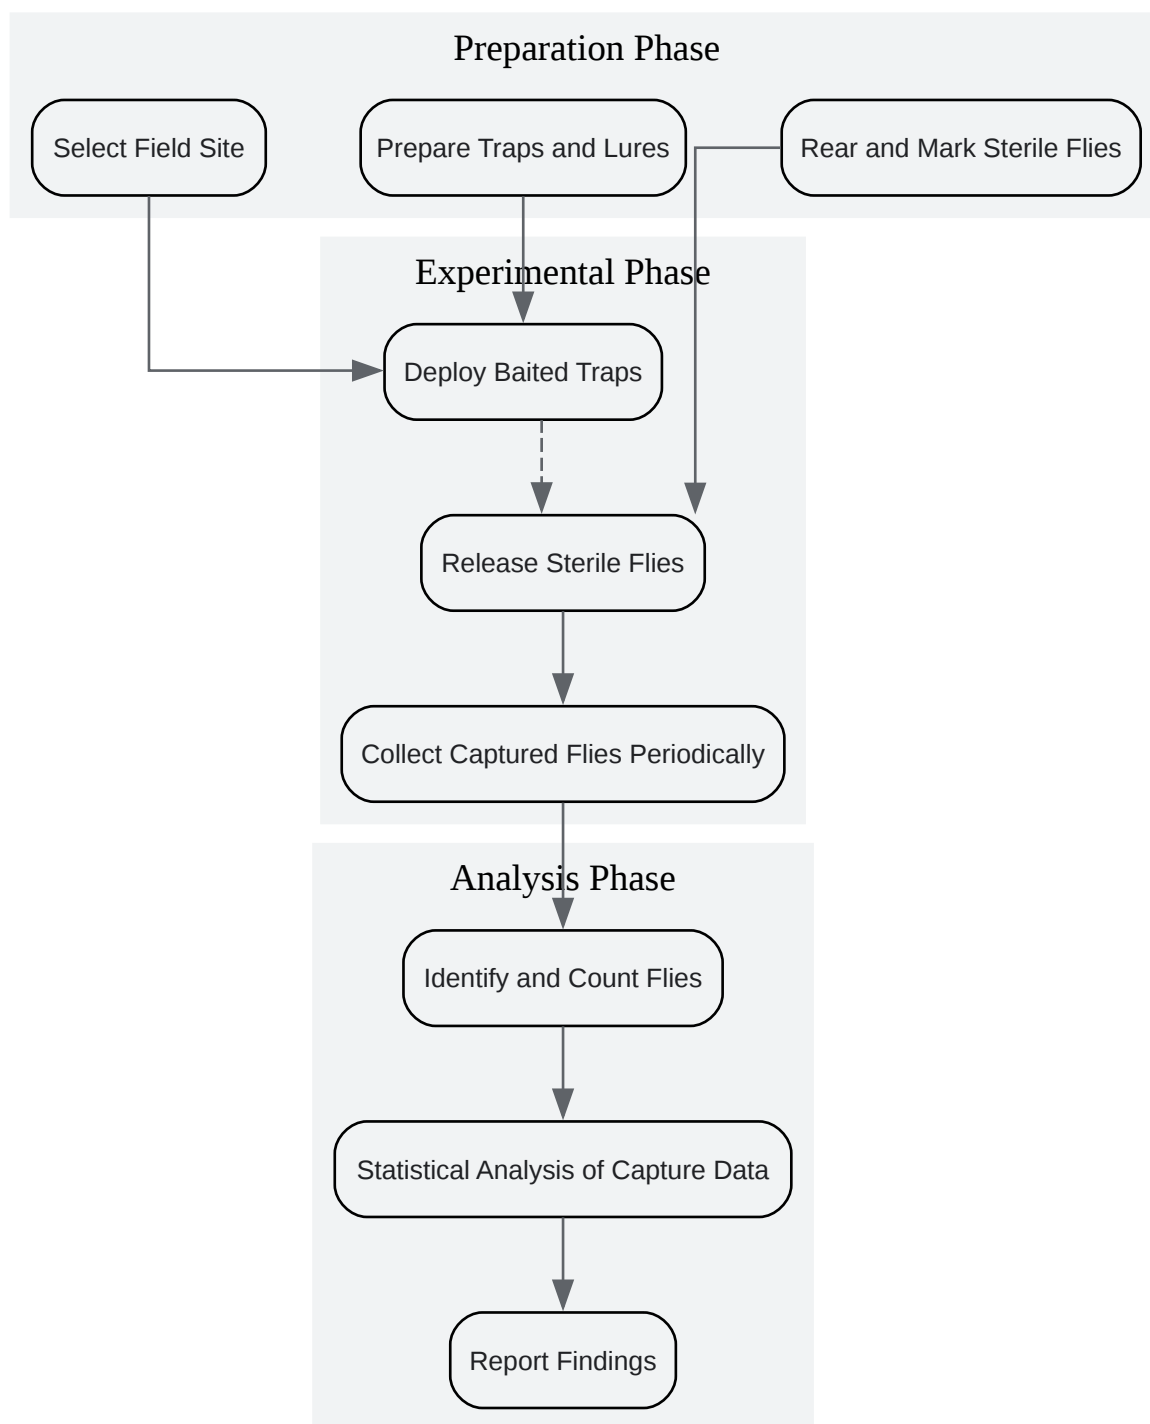 Preparation Phase
Select Field Site
Prepare Traps and Lures
Rear and Mark Sterile Flies
Experimental Phase
Deploy Baited Traps
Release Sterile Flies
Collect Captured Flies Periodically
Analysis Phase
Identify and Count Flies
Statistical Analysis of Capture Data
Report Findings